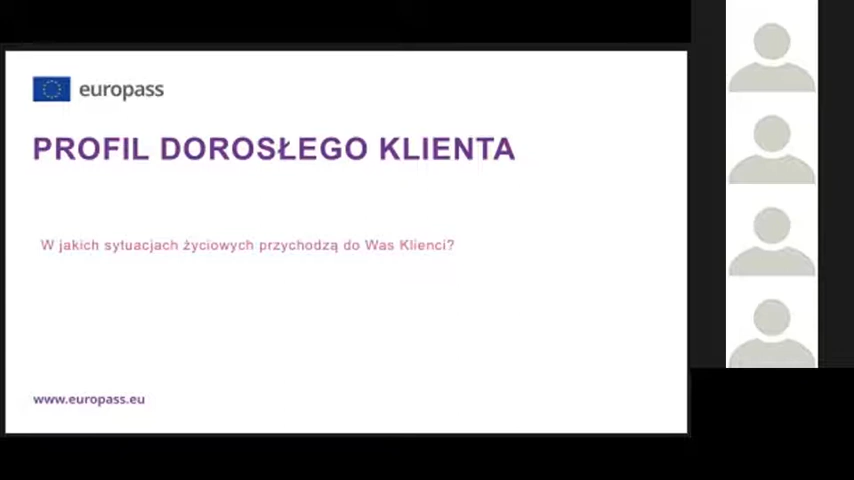 europass
PROFIL DOROSŁEGO KLIENTA
W jakich sytuacjach życiowych przychodzą do Was Klienci?
www.europass.eu